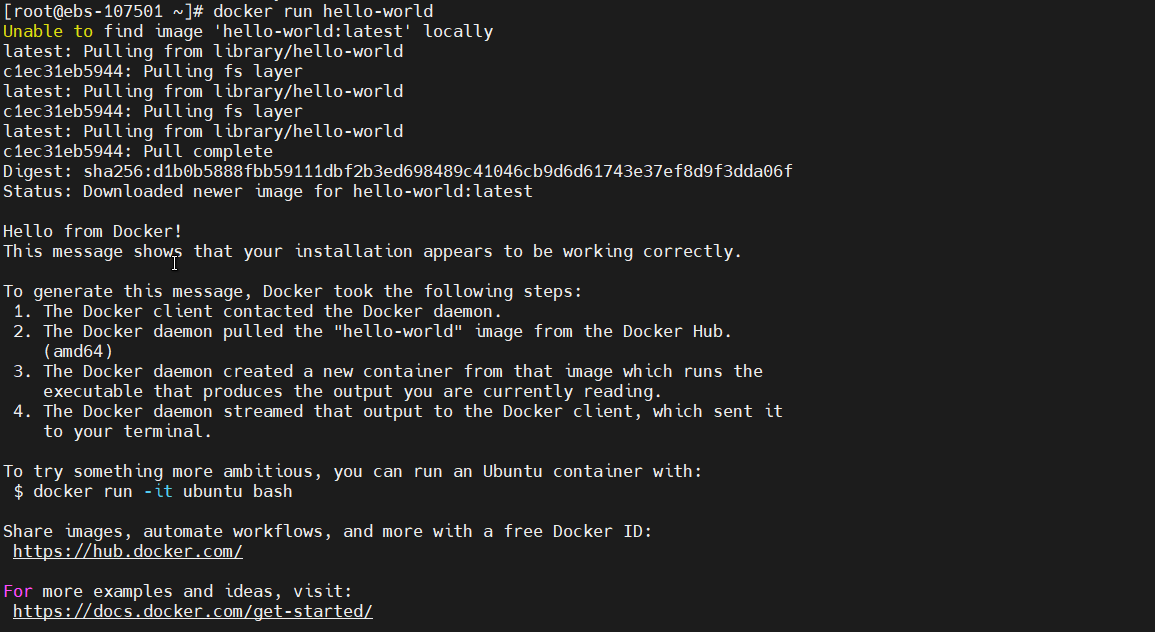 [root@ebs-107501 ~]# docker run hello-world
Unable to find image 'hello-world:latest' locally
latest: Pulling from library/hello-world
c1ec31eb5944: Pulling fs layer
latest: Pulling from library/hello-world
c1ec31eb5944: Pulling fs layer
latest: Pulling from library/hello-world
c1ec31eb5944: Pull complete
Digest: sha256:d1b0b5888fbb59111dbf2b3ed698489c41046cb9d6d61743e37ef8d9f3dda06f
Status: Downloaded newer image for hello-world:latest

Hello from Docker!
This message shows that your installation appears to be working correctly.

To generate this message, Docker took the following steps:
 1. The Docker client contacted the Docker daemon.
 2. The Docker daemon pulled the "hello-world" image from the Docker Hub.
    (amd64)
 3. The Docker daemon created a new container from that image which runs the
    executable that produces the output you are currently reading.
 4. The Docker daemon streamed that output to the Docker client, which sent it
    to your terminal.

To try something more ambitious, you can run an Ubuntu container with:
 $ docker run -it ubuntu bash

Share images, automate workflows, and more with a free Docker ID:
 https://hub.docker.com/

For more examples and ideas, visit:
 https://docs.docker.com/get-started/